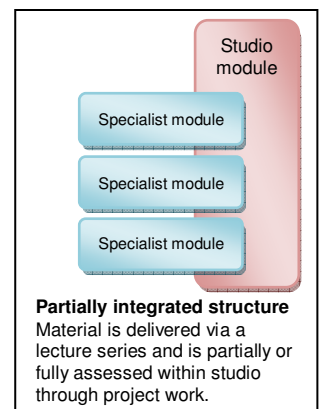 Studio
module
Specialist module
Specialist module
Specialist module
Partially integrated structure
Material is delivered via a
lecture series and is partially or
fully assessed within studio
through project work.